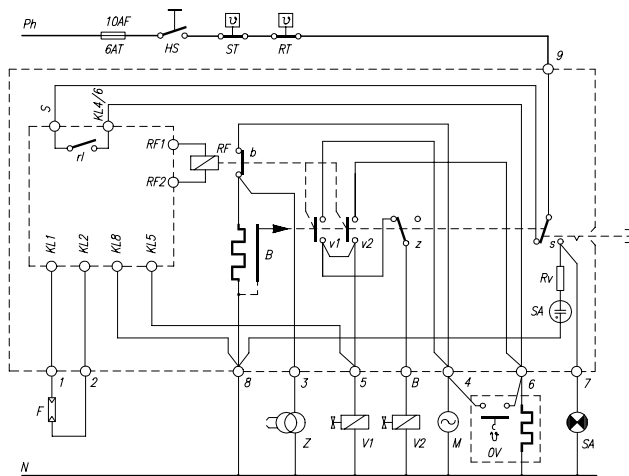 Ph
10AF
6AT
HS
ST
RT
9
S
KL4/6
rl
RF1
RF
b
RF2
KL1
KL2
KL8
KL5
B
v1
v2
z
s
Rv
SA
1
2
8
3
5
B
4
6
7
F
Z
V1
V2
M
OV
SA
N